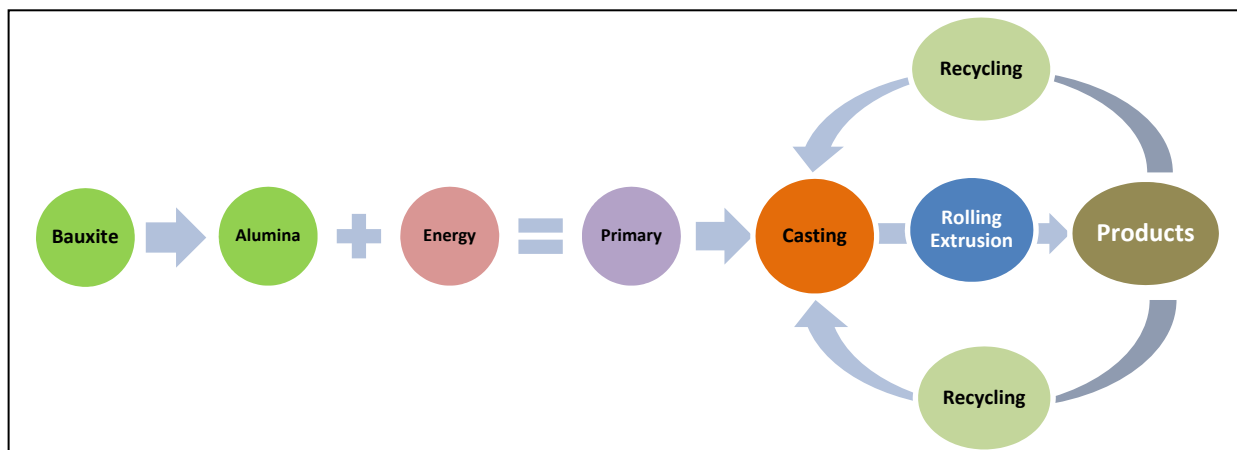 Recycling
Bauxite
Alumina
Energy
Primary
Casting
Rolling
Extrusion
Products
Recycling